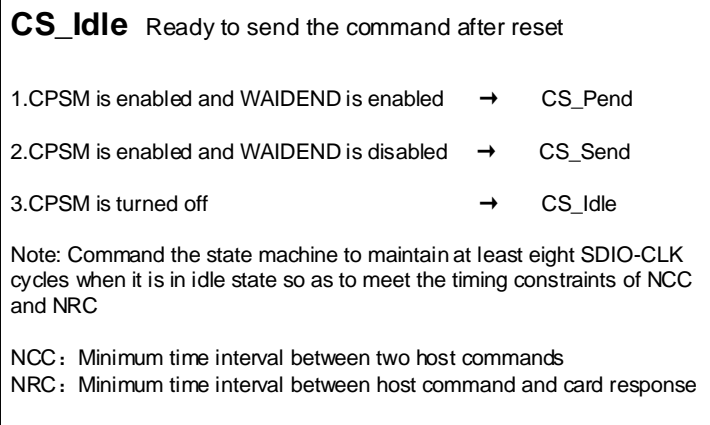 CS_Idle Ready to send the command after reset
1.CPSM is enabled and WAIDEND is enabled → CS_Pend
2.CPSM is enabled and WAIDEND is disabled → CS_Send
3.CPSM is turned off → CS_Idle
Note: Command the state machine to maintain at least eight SDIO-CLK
cycles when it is in idle state so as to meet the timing constraints of NCC
and NRC
NCC：Minimum time interval between two host commands
NRC：Minimum time interval between host command and card response